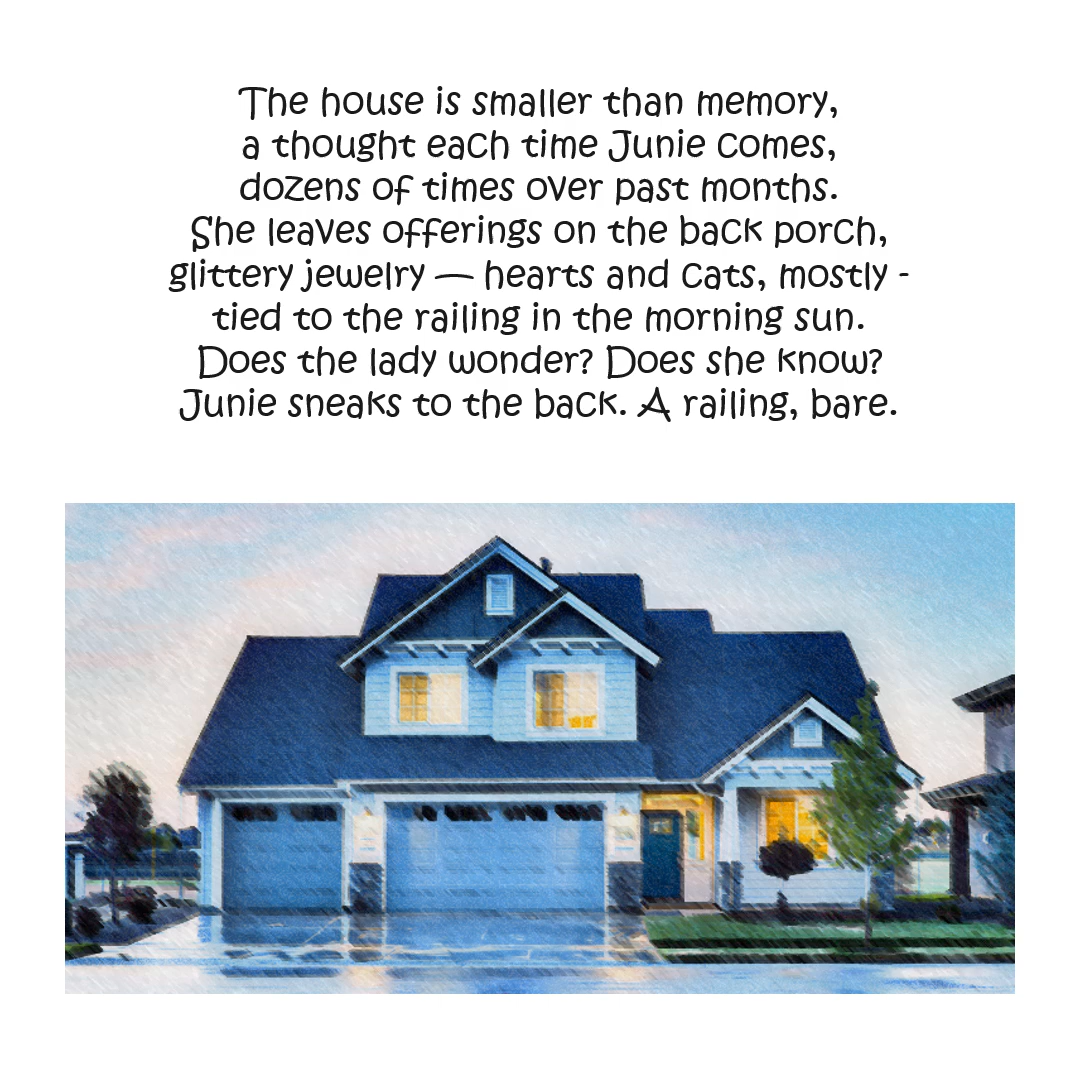 The house is smaller than memory,
a thought each time Junie comes,
dozens of times over past months.
She leaves offerings on the back porch,
glittery jewelry — hearts and cats, mostly -
tied to the railing in the morning sun.
Does the lady wonder? Does she know?
Junie sneaks to the back. A railing, bare.